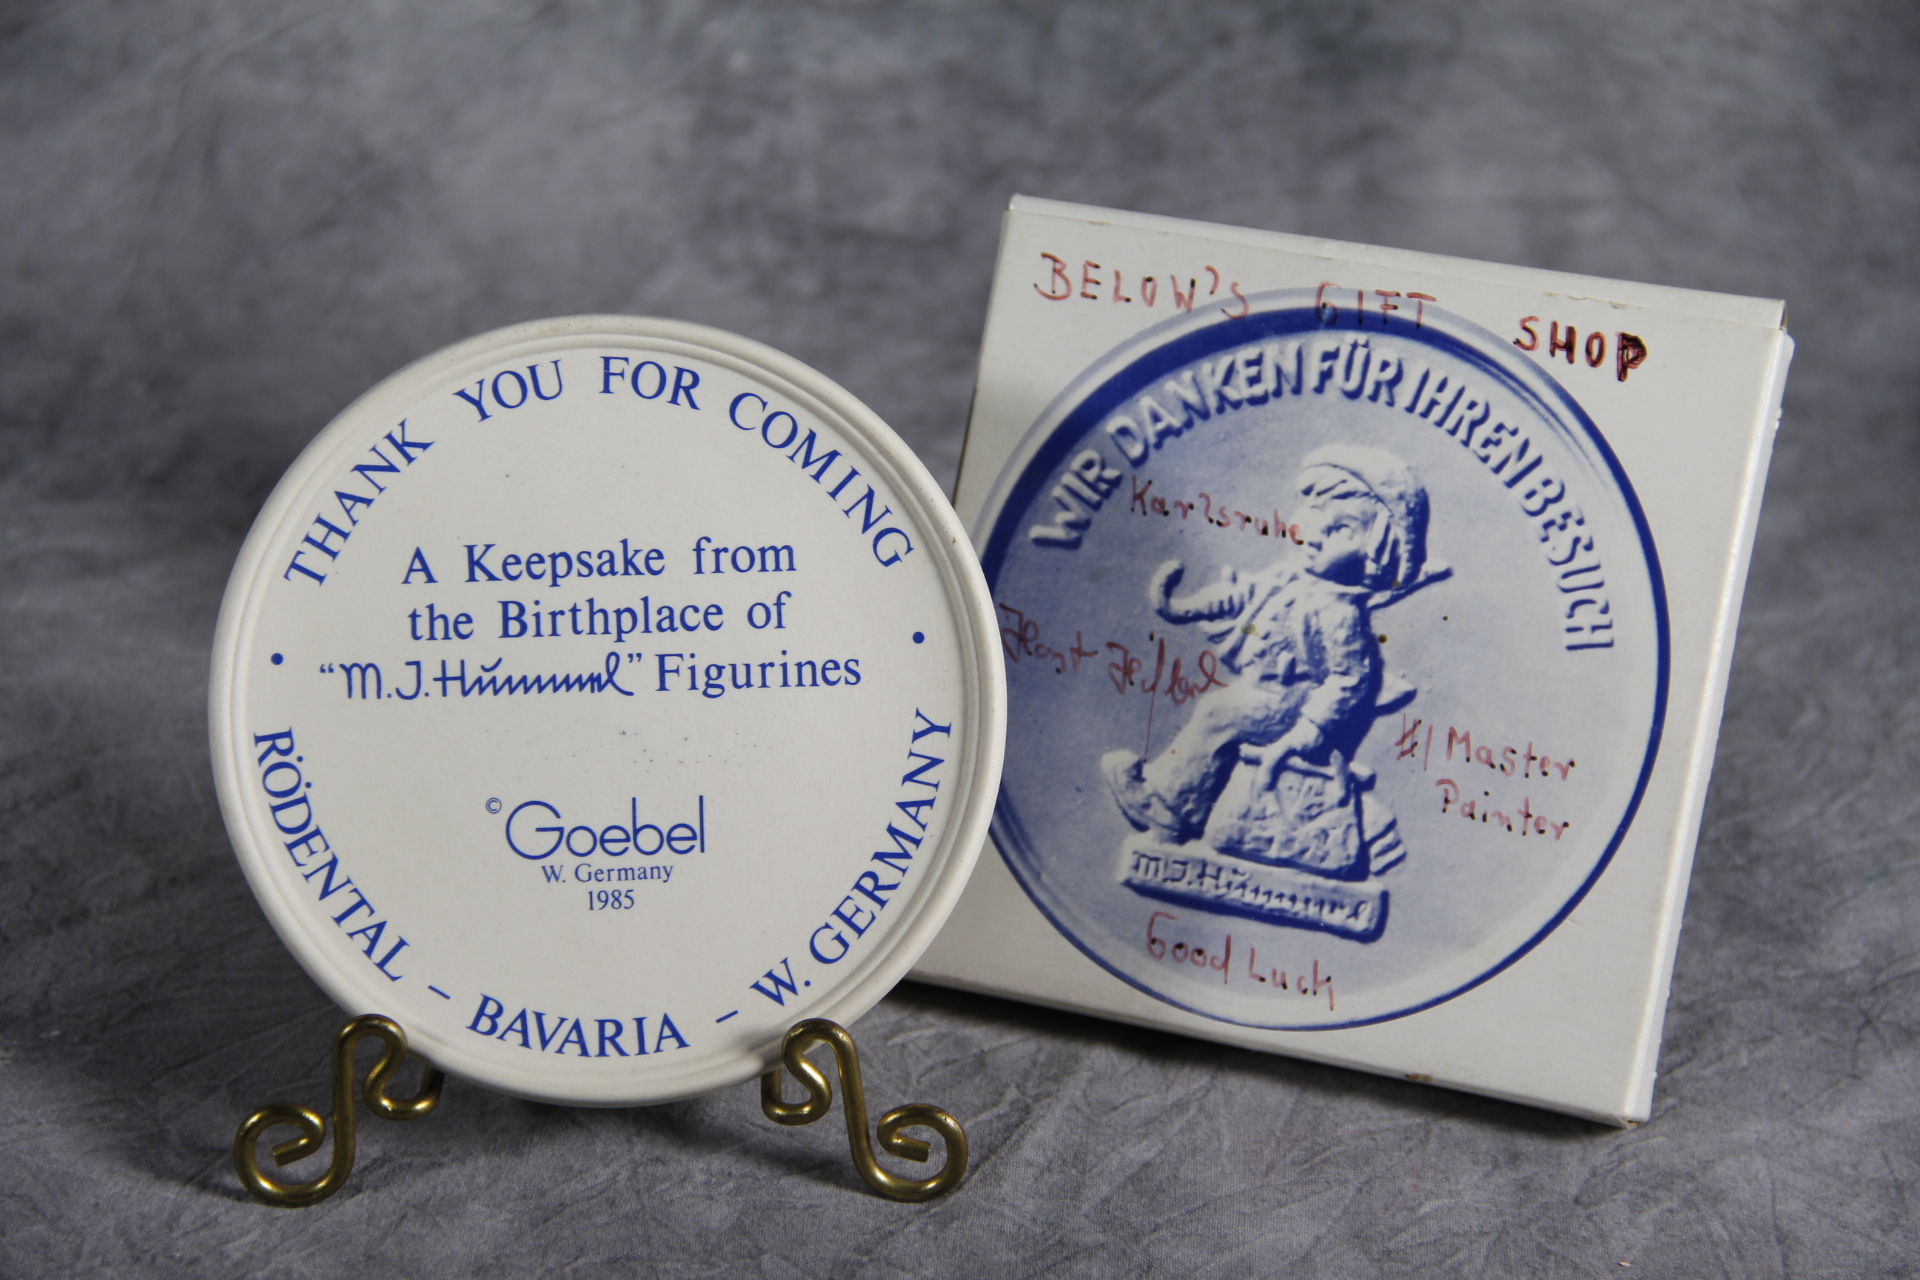 THANK YOU FOR COMING
A Keepsake from
the Birthplace of
"M.J.Hummel" Figurines
© Goebel
W. Germany
1985
• RÖDENTAL – BAVARIA – W. GERMANY •
BELOW'S GIFT SHOP
WIR DANKEN FÜR IHREN BESUCH
Karlsruhe
#1 Master
Painter
M.J.Hummel
Good Luck